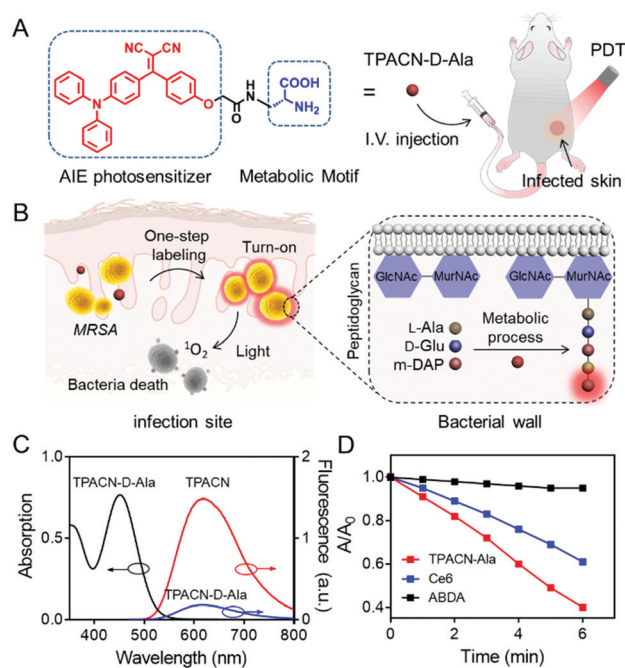 A
CN CN
COOH
N
O
O
H
N
NH2
AIE photosensitizer
Metabolic Motif
TPACN-D-Ala
=
I.V. injection
PDT
Infected skin
B
One-step
labeling
Turn-on
MRSA
1O2
Light
Bacteria death
infection site
Peptidoglycan
GlcNAc
MurNAc
GlcNAc
MurNAc
L-Ala
D-Glu
m-DAP
Metabolic
process
Bacterial wall
C
Absorption
1.0
0.5
0.0
TPACN-D-Ala
TPACN
TPACN-D-Ala
2
1
0
Fluorescence (a.u.)
400 500 600 700 800
Wavelength (nm)
D
A/A0
1.0
0.8
0.6
0.4
TPACN-Ala
Ce6
ABDA
0 2 4 6
Time (min)